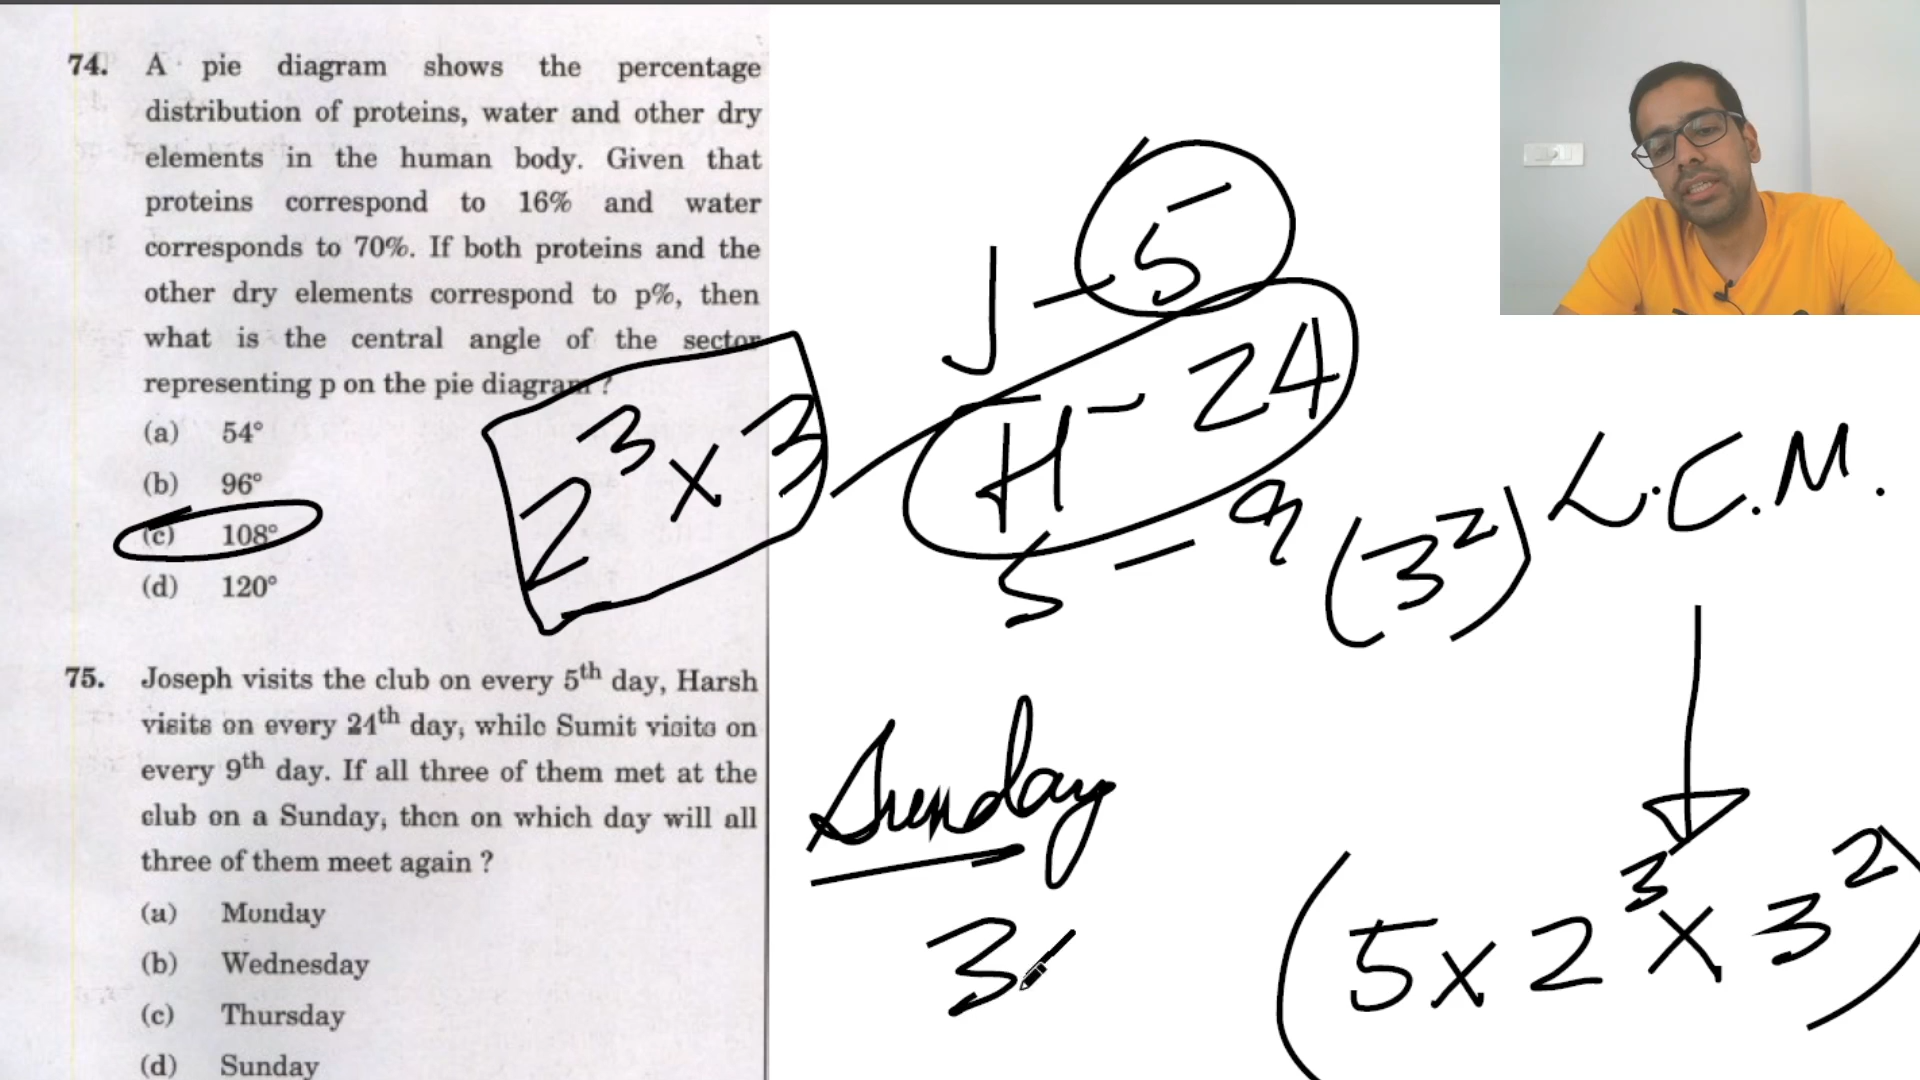 74. A pie diagram shows the percentage
distribution of proteins, water and other dry
elements in the human body. Given that
proteins correspond to 16% and water
corresponds to 70%. If both proteins and the
other dry elements correspond to p%, then
what is the central angle of the sector
representing p on the pie diagram ?
(a) 54°
(b) 96°
(c) 108°
(d) 120°
75. Joseph visits the club on every 5th day, Harsh
visits on every 24th day, while Sumit visits on
every 9th day. If all three of them met at the
club on a Sunday, then on which day will all
three of them meet again ?
(a) Monday
(b) Wednesday
(c) Thursday
(d) Sunday
J - 5
2³ x 3
H - 24
S - 9 (3²)
L.C.M.
Sunday
3
(5 x 2³ x 3²)